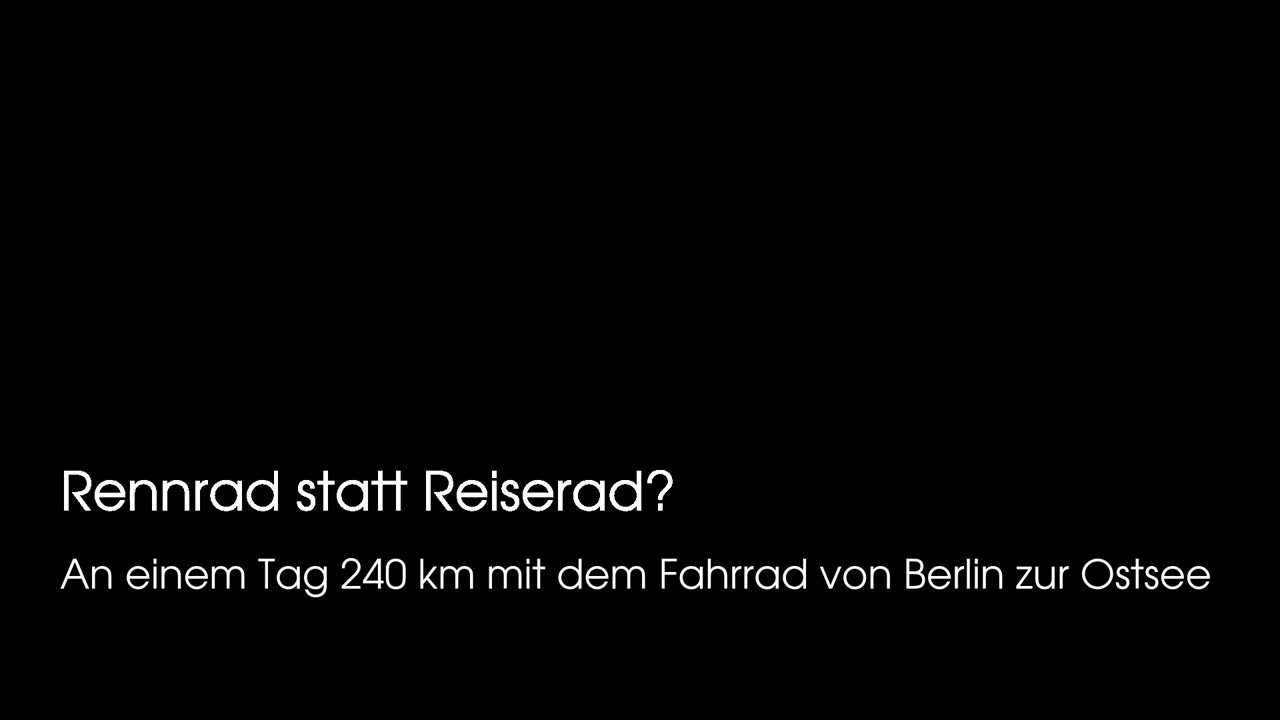 Rennrad statt Reiserad?
An einem Tag 240 km mit dem Fahrrad von Berlin zur Ostsee